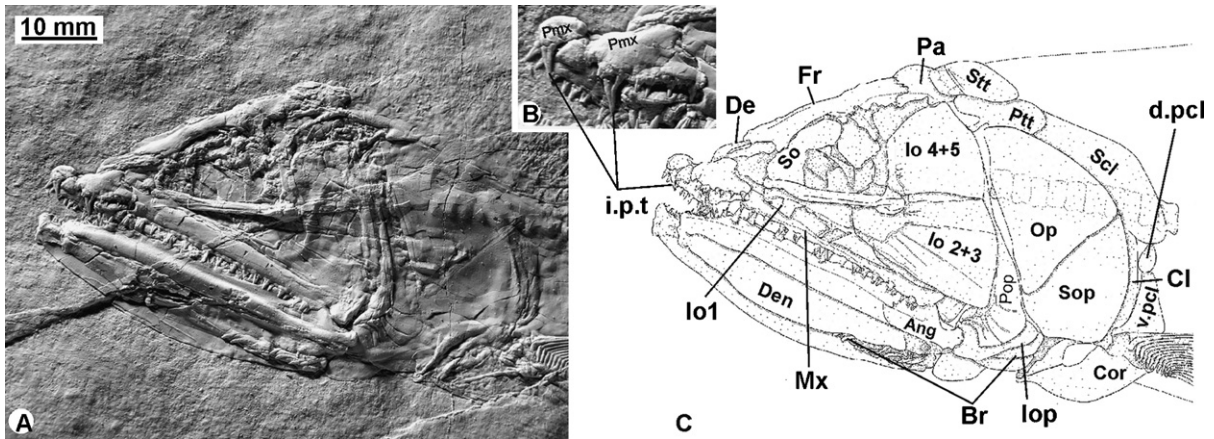 10 mm
A
Pmx
Pmx
B
i.p.t
De
Fr
Pa
Stt
Ptt
Scl
d.pcl
So
Io 4+5
Op
Io 2+3
Pop
Sop
Cl
v.pcl
Io1
Den
Ang
Mx
Br
Iop
Cor
C